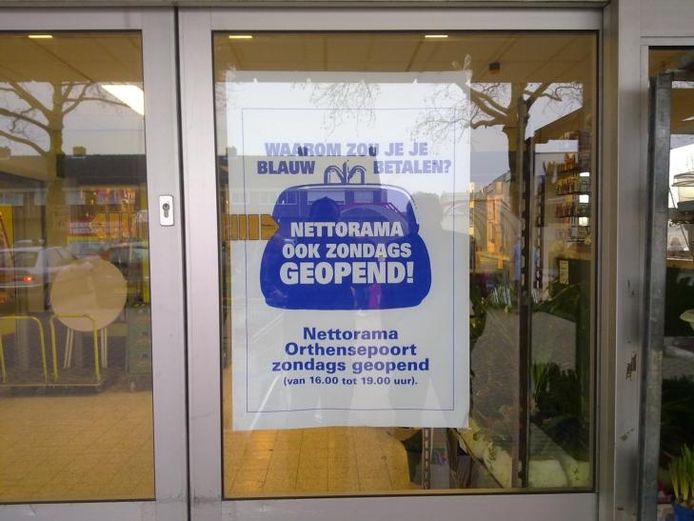 WAAROM ZOU JE JE
BLAUW BETALEN?
NETTORAMA
OOK ZONDAGS
GEOPEND!
Nettorama
Orthensepoort
zondags geopend
(van 16.00 tot 19.00 uur).